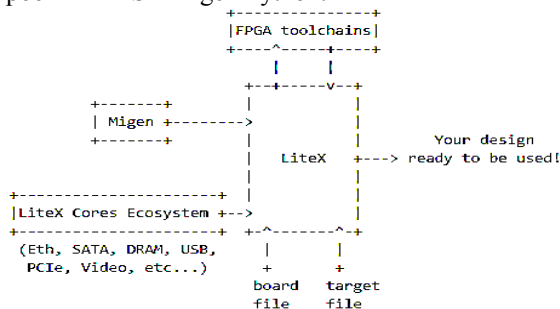 FPGA toolchains
Migen
LiteX
Your design
ready to be used!
LiteX Cores Ecosystem
(Eth, SATA, DRAM, USB,
PCIe, Video, etc...)
board target
file file